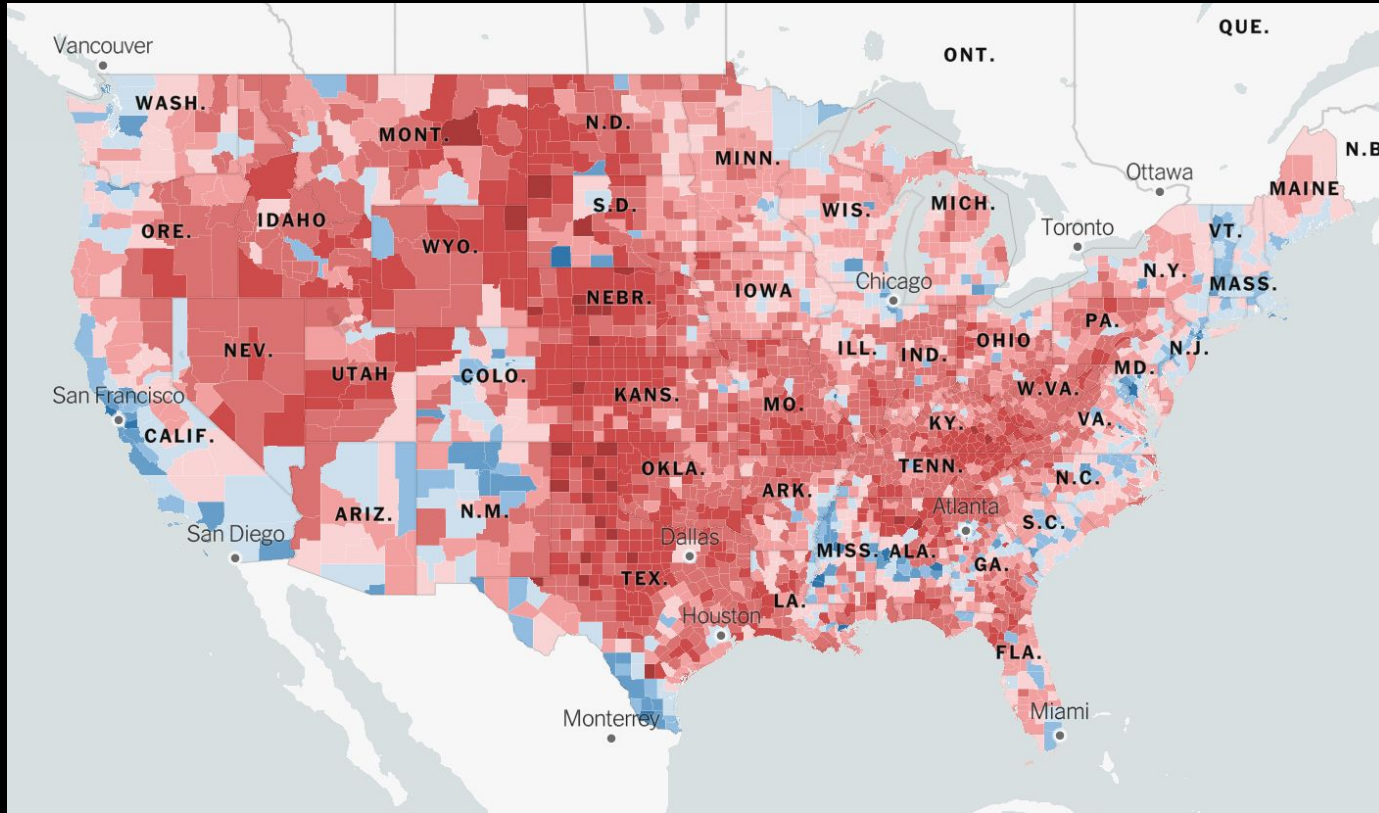 QUE.
Vancouver
ONT.
WASH.
N.D.
MONT.
N.B
MINN.
Ottawa
MAINE
S.D.
WIS.
MICH.
IDAHO
Toronto
ORE.
VT.
WYO.
N.Y.
Chicago
MASS.
NEBR.
IOWA
PA.
OHIO
NEV.
ILL.
IND.
N.J.
UTAH
COLO.
MD.
San Francisco
KANS.
W.VA.
MO.
CALIF.
KY.
VA.
OKLA.
TENN.
N.C.
ARK.
ARIZ.
N.M.
Atlanta
S.C.
San Diego
Dallas
MISS.
ALA.
GA.
TEX.
LA.
Houston
FLA.
Miami
Monterrey